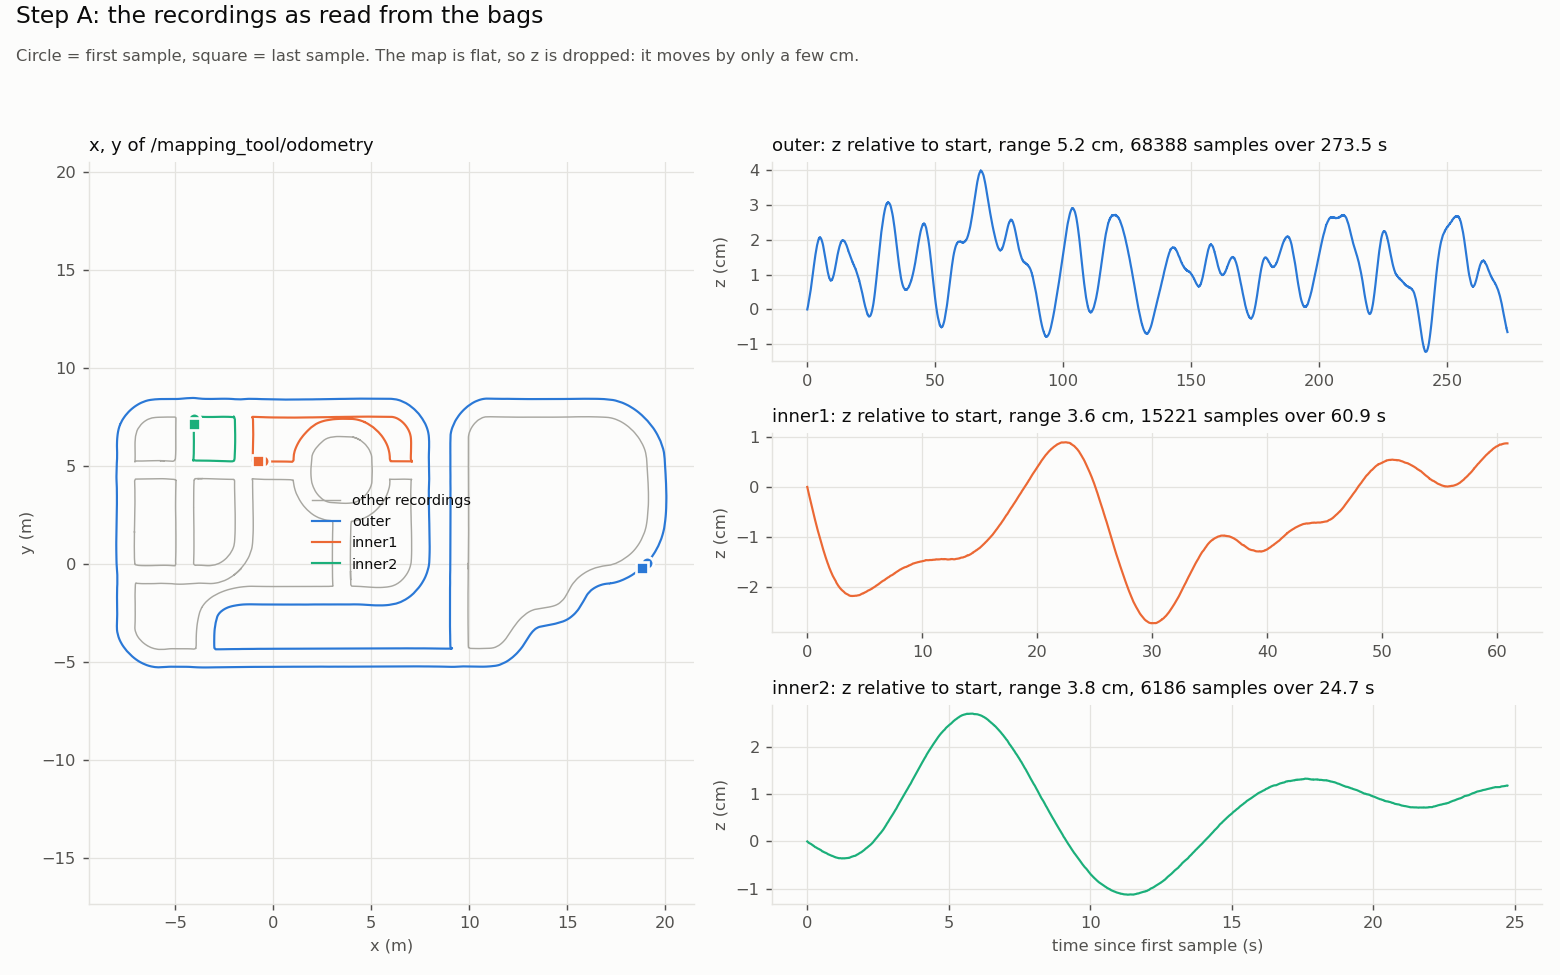 Step A: the recordings as read from the bags
Circle = first sample, square = last sample. The map is flat, so z is dropped: it moves by only a few cm.
x, y of /mapping_tool/odometry
20
15
10
5
0
−5
−10
−15
y (m)
−5
0
5
10
15
20
x (m)
other recordings
outer
inner1
inner2
outer: z relative to start, range 5.2 cm, 68388 samples over 273.5 s
4
3
2
1
0
−1
z (cm)
0
50
100
150
200
250
inner1: z relative to start, range 3.6 cm, 15221 samples over 60.9 s
1
0
−1
−2
z (cm)
0
10
20
30
40
50
60
inner2: z relative to start, range 3.8 cm, 6186 samples over 24.7 s
2
1
0
−1
z (cm)
0
5
10
15
20
25
time since first sample (s)